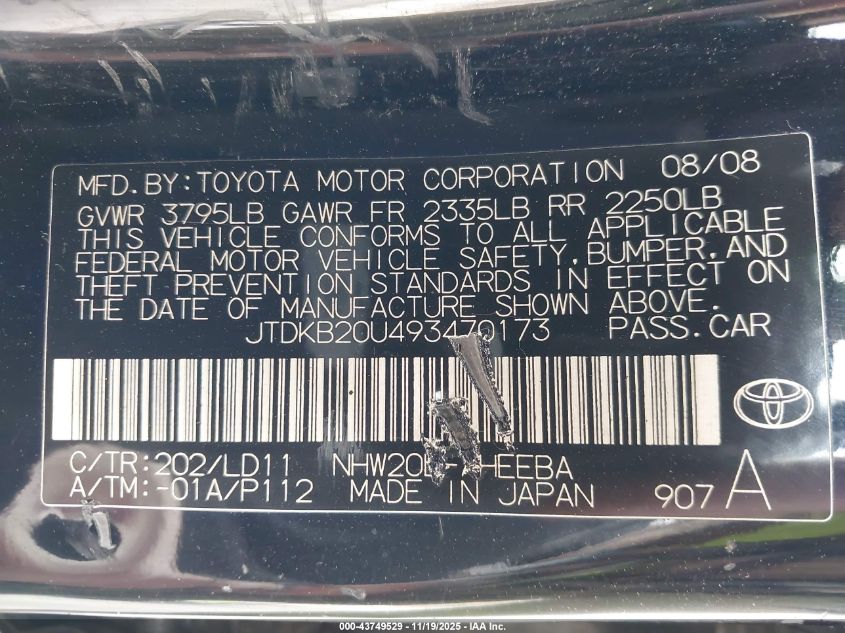 MFD.BY:TOYOTA MOTOR CORPORATION 08/08
GVWR 3795LB GAWR FR 2335LB RR 2250LB
THIS VEHICLE CONFORMS TO ALL APPLICABLE
FEDERAL MOTOR VEHICLE SAFETY,BUMPER,AND
THEFT PREVENTION STANDARDS IN EFFECT ON
THE DATE OF MANUFACTURE SHOWN ABOVE.
JTDKB20U493470173 PASS.CAR
C/TR:202/LD11
A/TM:-01A/P112 MADE IN JAPAN 907 A
000-43749529 - 11/19/2025 - IAA Inc.